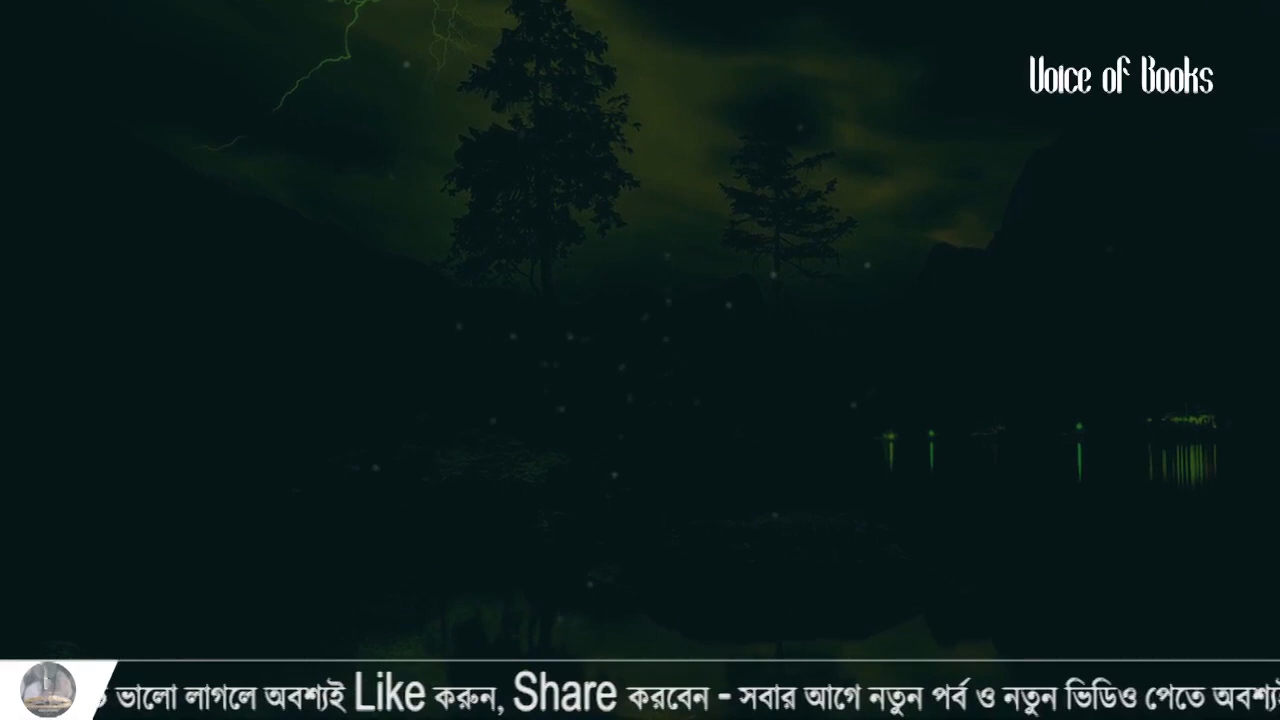 Voice of Books
ভালো লাগলে অবশ্যই Like করুন, Share করবেন - সবার আগে নতুন পর্ব ও নতুন ভিডিও পেতে